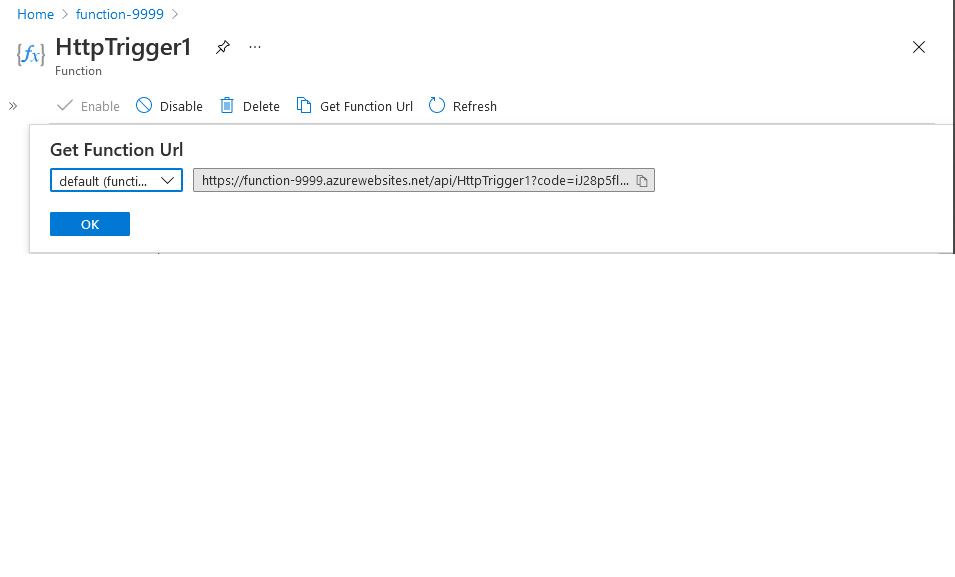 Home > function-9999 >
{fx} HttpTrigger1 ...
Function
» Enable Disable Delete Get Function Url Refresh
Get Function Url
default (functi... https://function-9999.azurewebsites.net/api/HttpTrigger1?code=iJ28p5fl...
OK